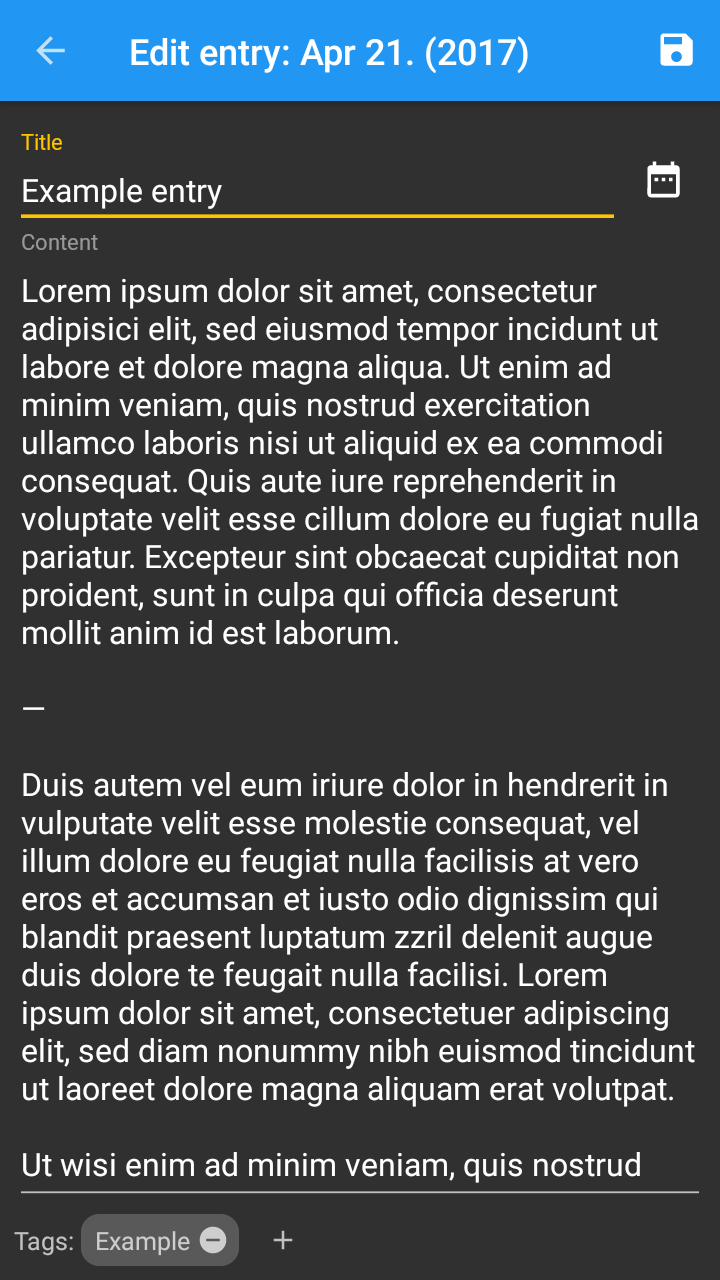 Edit entry: Apr 21. (2017)
Title
Example entry
Content
Lorem ipsum dolor sit amet, consectetur
adipisici elit, sed eiusmod tempor incidunt ut
labore et dolore magna aliqua. Ut enim ad
minim veniam, quis nostrud exercitation
ullamco laboris nisi ut aliquid ex ea commodi
consequat. Quis aute iure reprehenderit in
voluptate velit esse cillum dolore eu fugiat nulla
pariatur. Excepteur sint obcaecat cupiditat non
proident, sunt in culpa qui officia deserunt
mollit anim id est laborum.
—
Duis autem vel eum iriure dolor in hendrerit in
vulputate velit esse molestie consequat, vel
illum dolore eu feugiat nulla facilisis at vero
eros et accumsan et iusto odio dignissim qui
blandit praesent luptatum zzril delenit augue
duis dolore te feugait nulla facilisi. Lorem
ipsum dolor sit amet, consectetuer adipiscing
elit, sed diam nonummy nibh euismod tincidunt
ut laoreet dolore magna aliquam erat volutpat.
Ut wisi enim ad minim veniam, quis nostrud
Tags: Example